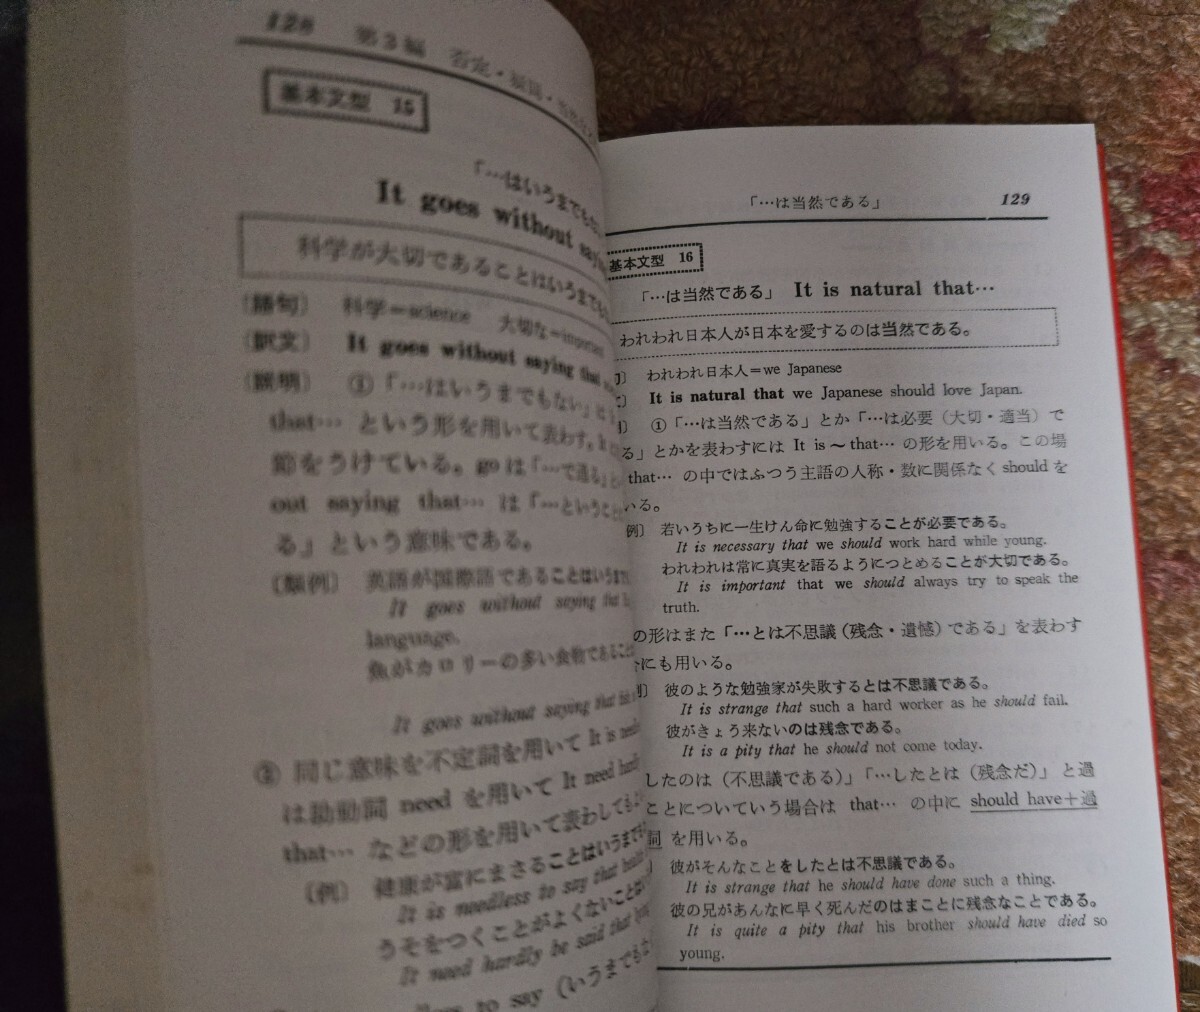 128 第3編 否定・
基本文型 15
「…はいうまでもな
It goes without say
科学が大切であることはいうまでも
〔語句〕 科学=science 大切な=important
〔訳文〕 It goes without saying that
〔説明〕 ①「…はいうまでもない」と
that… という形を用いて表わす。
節をうけている。goは「…で通る」
out saying that… は「…ということ
る」という意味である。
〔類例〕 英語が国際語であることはいうまで
It goes without saying that
language.
魚がカロリーの多い食物であること
It goes without saying that fish
② 同じ意味を不定詞を用いて It is need
は助動詞 need を用いて It need hard
that… などの形を用いて表わしても
〔例〕 健康が富にまさることはいうまで
It is needless to say that health
うそをつくことがよくないことは
It need hardly be said that
to say (いうまでも
「…は当然である」 129
基本文型 16
「…は当然である」 It is natural that…
われわれ日本人が日本を愛するのは当然である。
〕 われわれ日本人=we Japanese
〕 It is natural that we Japanese should love Japan.
〕 ①「…は当然である」とか「…は必要(大切・適当)で
る」とかを表わすには It is～that… の形を用いる。この場
that… の中ではふつう主語の人称・数に関係なく should を
いる。
例〕 若いうちに一生けん命に勉強することが必要である。
It is necessary that we should work hard while young.
われわれは常に真実を語るようにつとめることが大切である。
It is important that we should always try to speak the
truth.
の形はまた「…とは不思議(残念・遺憾)である」を表わす
にも用いる。
〕 彼のような勉強家が失敗するとは不思議である。
It is strange that such a hard worker as he should fail.
彼がきょう来ないのは残念である。
It is a pity that he should not come today.
したのは(不思議である)」「…したとは(残念だ)」と過
ことについていう場合は that… の中に should have+過
詞 を用いる。
〕 彼がそんなことをしたとは不思議である。
It is strange that he should have done such a thing.
彼の兄があんなに早く死んだのはまことに残念なことである。
It is quite a pity that his brother should have died so
young.